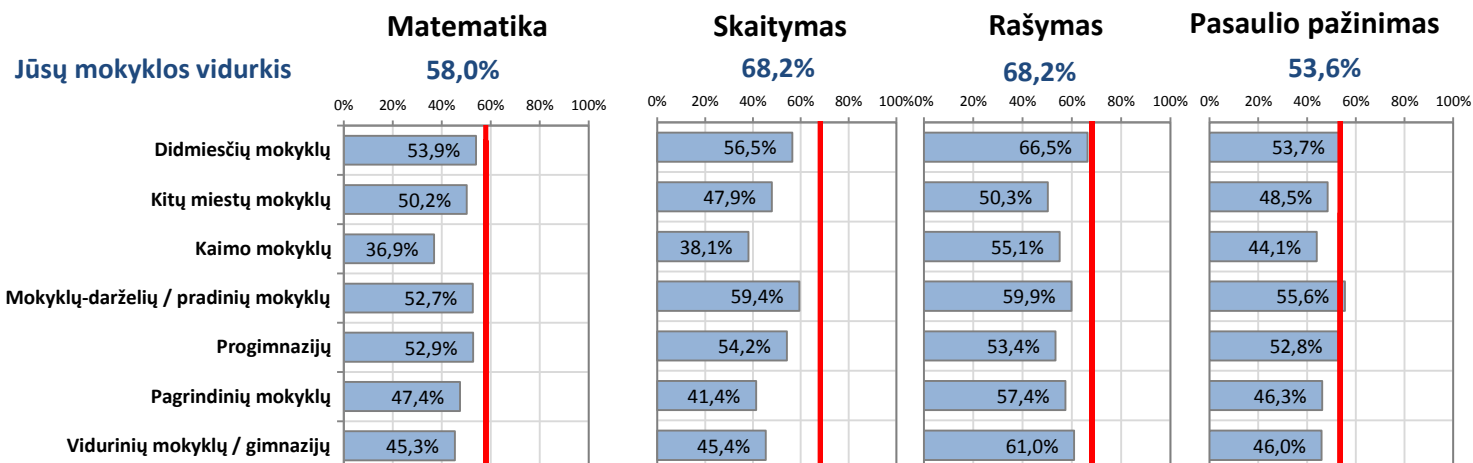 Matematika Skaitymas Rašymas Pasaulio pažinimas
Jūsų mokyklos vidurkis 58,0% 68,2% 68,2% 53,6%
0% 20% 40% 60% 80% 100% 0% 20% 40% 60% 80% 100% 0% 20% 40% 60% 80% 100% 0% 20% 40% 60% 80% 100%
Didmiesčių mokyklų 53,9% 56,5% 66,5% 53,7%
Kitų miestų mokyklų 50,2% 47,9% 50,3% 48,5%
Kaimo mokyklų 36,9% 38,1% 55,1% 44,1%
Mokyklų-darželių / pradinių mokyklų 52,7% 59,4% 59,9% 55,6%
Progimnazijų 52,9% 54,2% 53,4% 52,8%
Pagrindinių mokyklų 47,4% 41,4% 57,4% 46,3%
Vidurinių mokyklų / gimnazijų 45,3% 45,4% 61,0% 46,0%